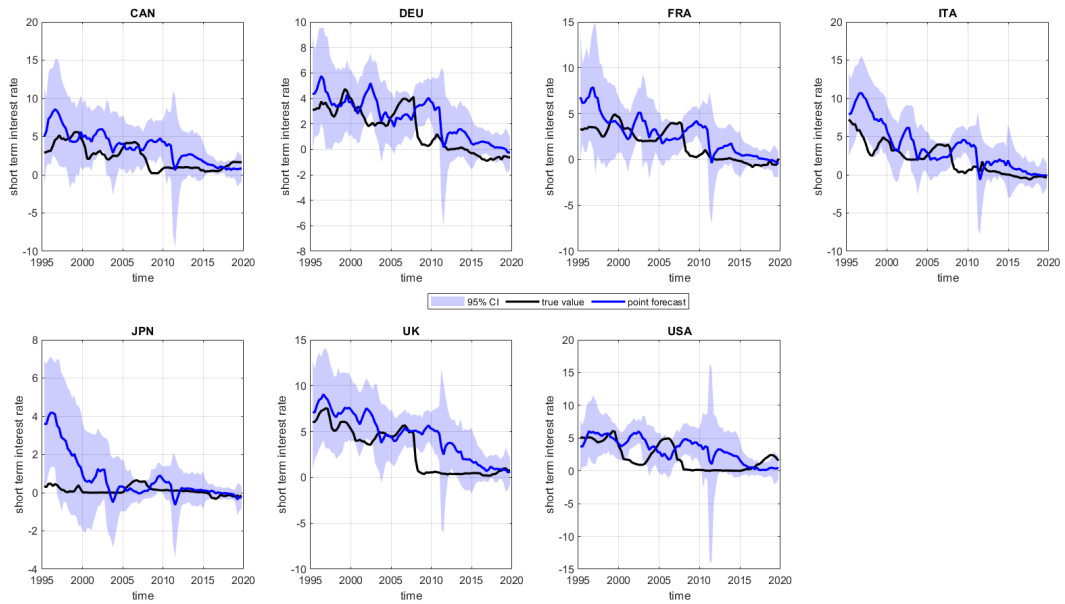 CAN
short term interest rate
20
15
10
5
0
-5
-10
1995 2000 2005 2010 2015 2020
time
DEU
short term interest rate
10
8
6
4
2
0
-2
-4
-6
-8
1995 2000 2005 2010 2015 2020
time
FRA
short term interest rate
15
10
5
0
-5
-10
1995 2000 2005 2010 2015 2020
time
ITA
short term interest rate
20
15
10
5
0
-5
-10
1995 2000 2005 2010 2015 2020
time
95% CI true value point forecast
JPN
short term interest rate
8
6
4
2
0
-2
-4
1995 2000 2005 2010 2015 2020
time
UK
short term interest rate
15
10
5
0
-5
-10
1995 2000 2005 2010 2015 2020
time
USA
short term interest rate
20
15
10
5
0
-5
-10
-15
1995 2000 2005 2010 2015 2020
time